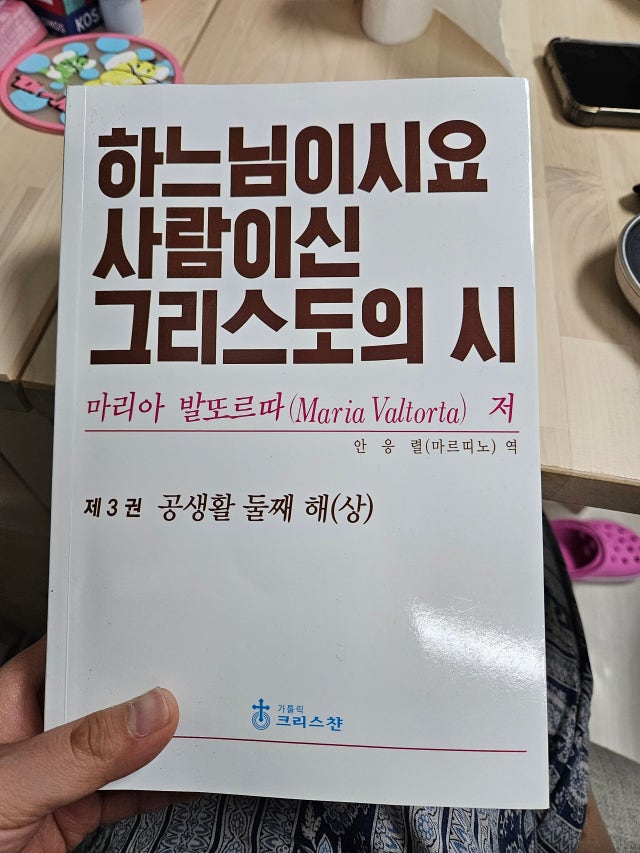 하느님이시요
사람이신
그리스도의 시
마리아 발또르따(Maria Valtorta) 저
안 응 렬(마르띠노) 역
제 3 권 공생활 둘째 해(상)
가톨릭
크리스챤